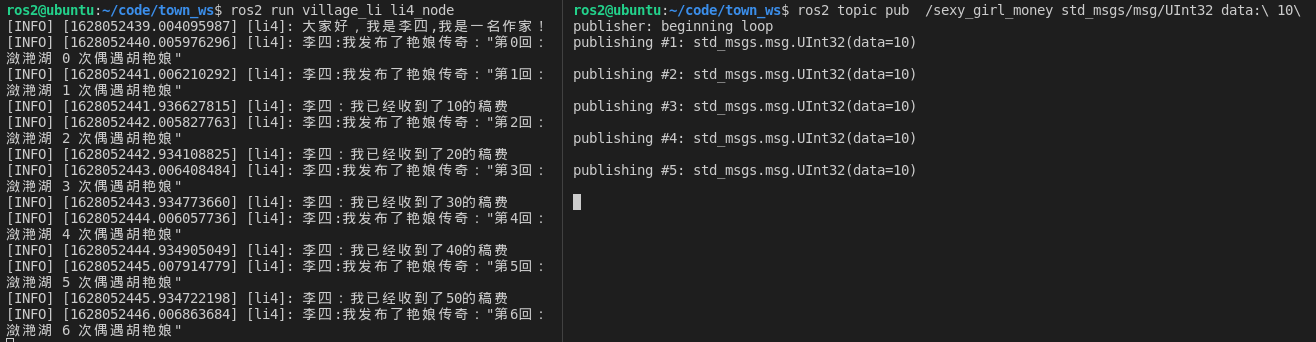 ros2@ubuntu:~/code/town_ws$ ros2 run village_li li4_node
[INFO] [1628052439.004095987] [li4]: 大家好，我是李四,我是一名作家！
[INFO] [1628052440.005976296] [li4]: 李四:我发布了艳娘传奇："第0回：
潋滟湖 0 次偶遇胡艳娘"
[INFO] [1628052441.006210292] [li4]: 李四:我发布了艳娘传奇："第1回：
潋滟湖 1 次偶遇胡艳娘"
[INFO] [1628052441.936627815] [li4]: 李四：我已经收到了10的稿费
[INFO] [1628052442.005827763] [li4]: 李四:我发布了艳娘传奇："第2回：
潋滟湖 2 次偶遇胡艳娘"
[INFO] [1628052442.934108825] [li4]: 李四：我已经收到了20的稿费
[INFO] [1628052443.006408484] [li4]: 李四:我发布了艳娘传奇："第3回：
潋滟湖 3 次偶遇胡艳娘"
[INFO] [1628052443.934773660] [li4]: 李四：我已经收到了30的稿费
[INFO] [1628052444.006057736] [li4]: 李四:我发布了艳娘传奇："第4回：
潋滟湖 4 次偶遇胡艳娘"
[INFO] [1628052444.934905049] [li4]: 李四：我已经收到了40的稿费
[INFO] [1628052445.007914779] [li4]: 李四:我发布了艳娘传奇："第5回：
潋滟湖 5 次偶遇胡艳娘"
[INFO] [1628052445.934722198] [li4]: 李四：我已经收到了50的稿费
[INFO] [1628052446.006863684] [li4]: 李四:我发布了艳娘传奇："第6回：
潋滟湖 6 次偶遇胡艳娘"
ros2@ubuntu:~/code/town_ws$ ros2 topic pub  /sexy_girl_money std_msgs/msg/UInt32 data:\ 10\
publisher: beginning loop
publishing #1: std_msgs.msg.UInt32(data=10)
publishing #2: std_msgs.msg.UInt32(data=10)
publishing #3: std_msgs.msg.UInt32(data=10)
publishing #4: std_msgs.msg.UInt32(data=10)
publishing #5: std_msgs.msg.UInt32(data=10)